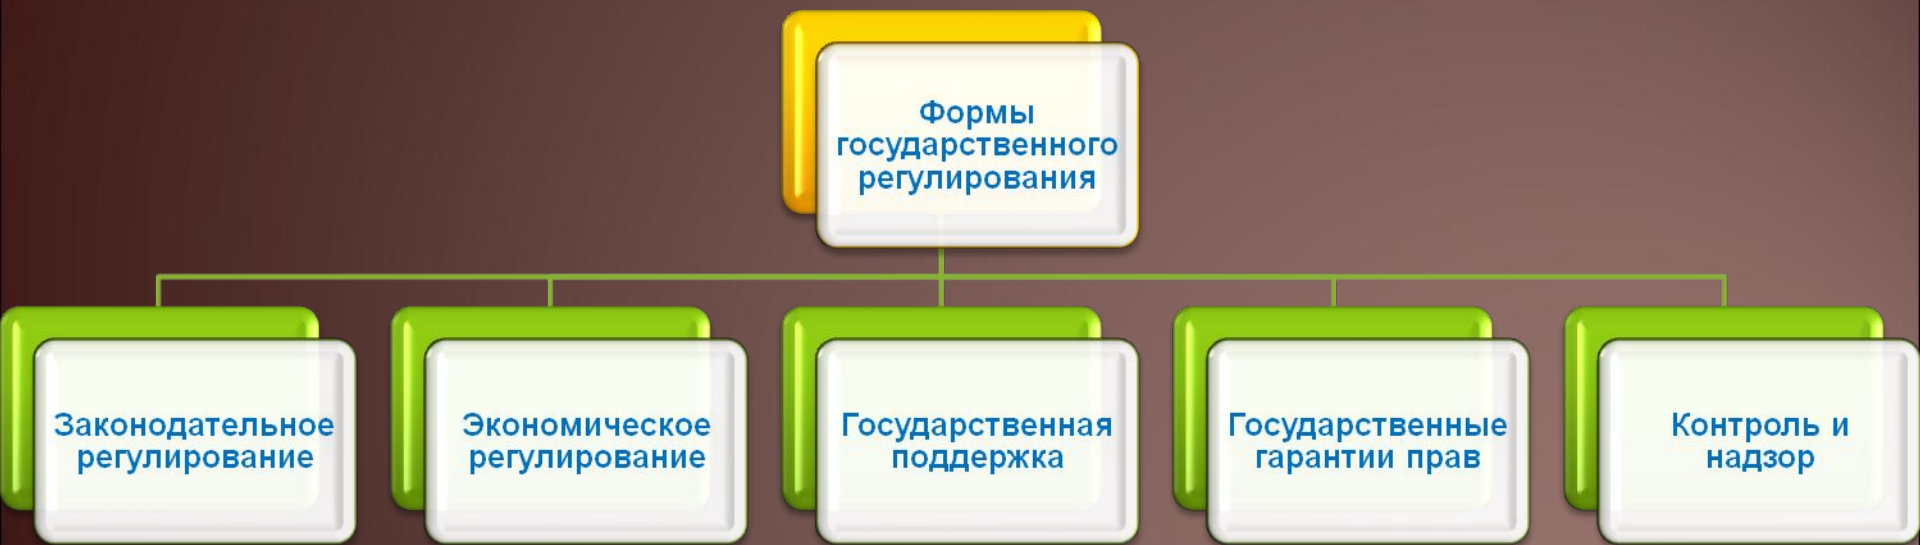 Формы
государственного
регулирования
Законодательное
регулирование
Экономическое
регулирование
Государственная
поддержка
Государственные
гарантии прав
Контроль и
надзор